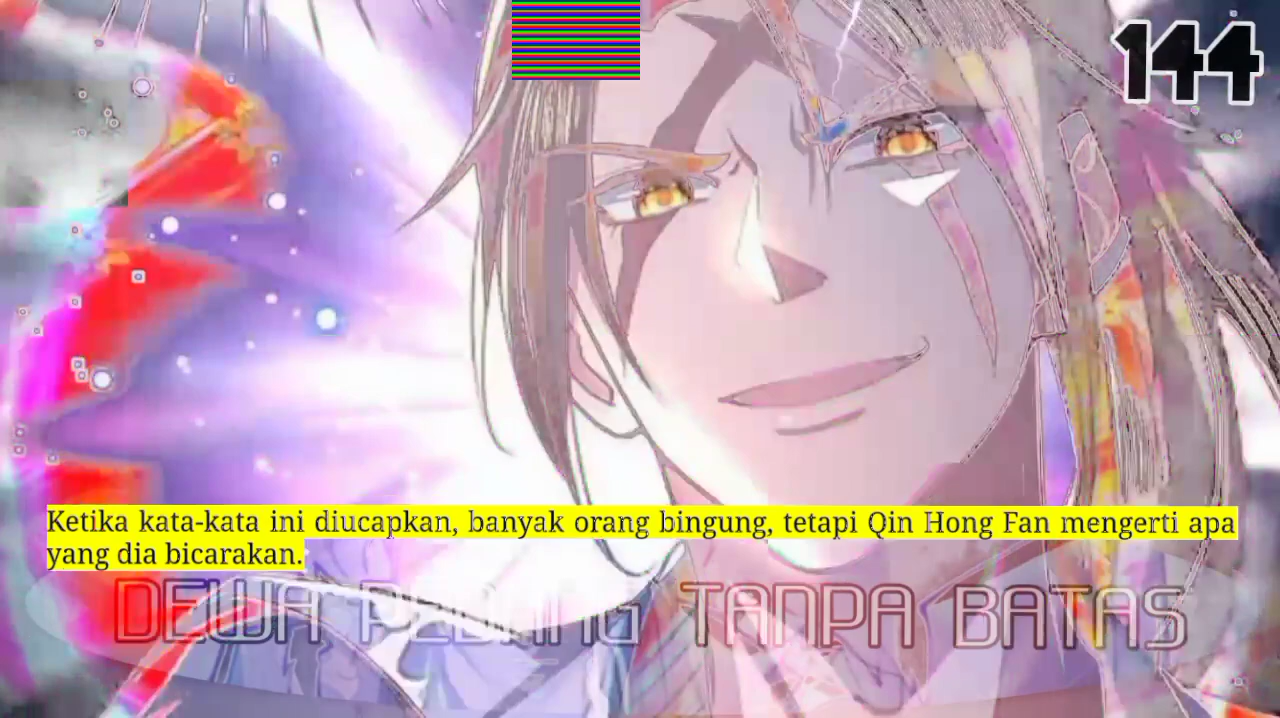 144
Ketika kata-kata ini diucapkan, banyak orang bingung, tetapi Qin Hong Fan mengerti apa
yang dia bicarakan.
DEWA PEDANG TANPA BATAS